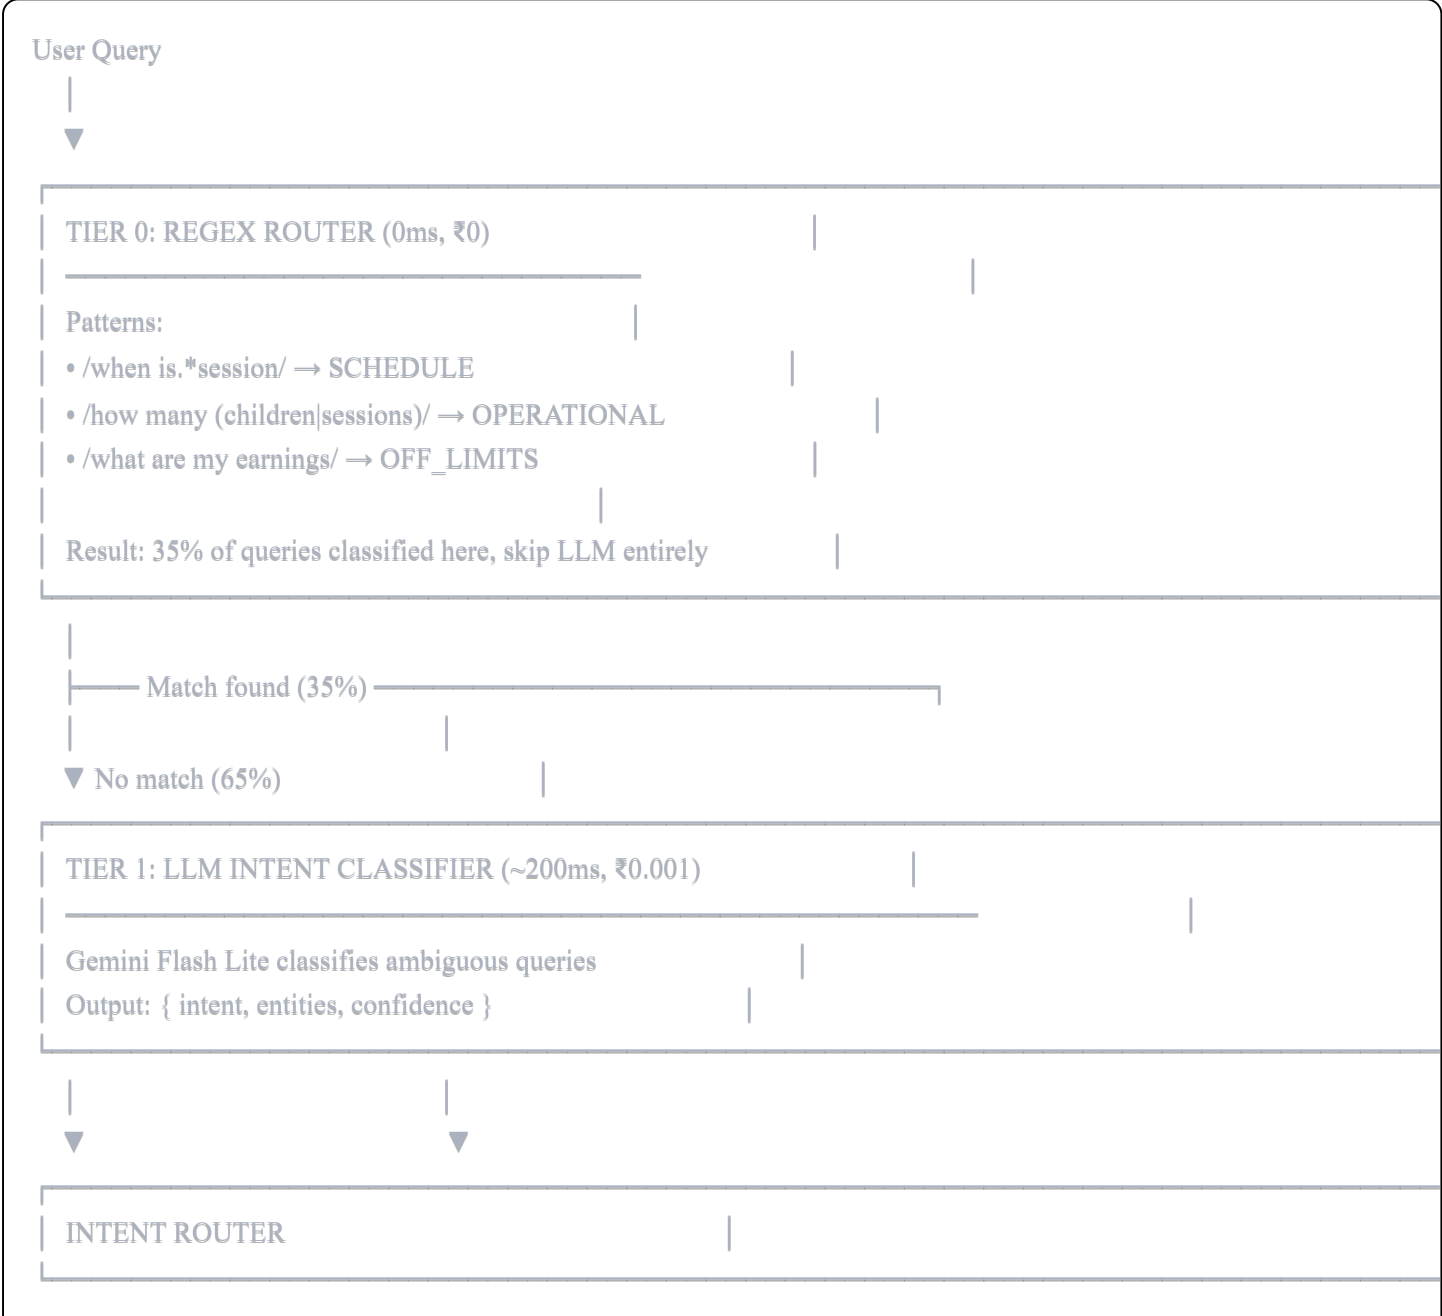 User Query
TIER 0: REGEX ROUTER (0ms, ₹0)
Patterns:
• /when is.*session/ → SCHEDULE
• /how many (children|sessions)/ → OPERATIONAL
• /what are my earnings/ → OFF_LIMITS
Result: 35% of queries classified here, skip LLM entirely
Match found (35%)
▼ No match (65%)
TIER 1: LLM INTENT CLASSIFIER (~200ms, ₹0.001)
Gemini Flash Lite classifies ambiguous queries
Output: { intent, entities, confidence }
INTENT ROUTER